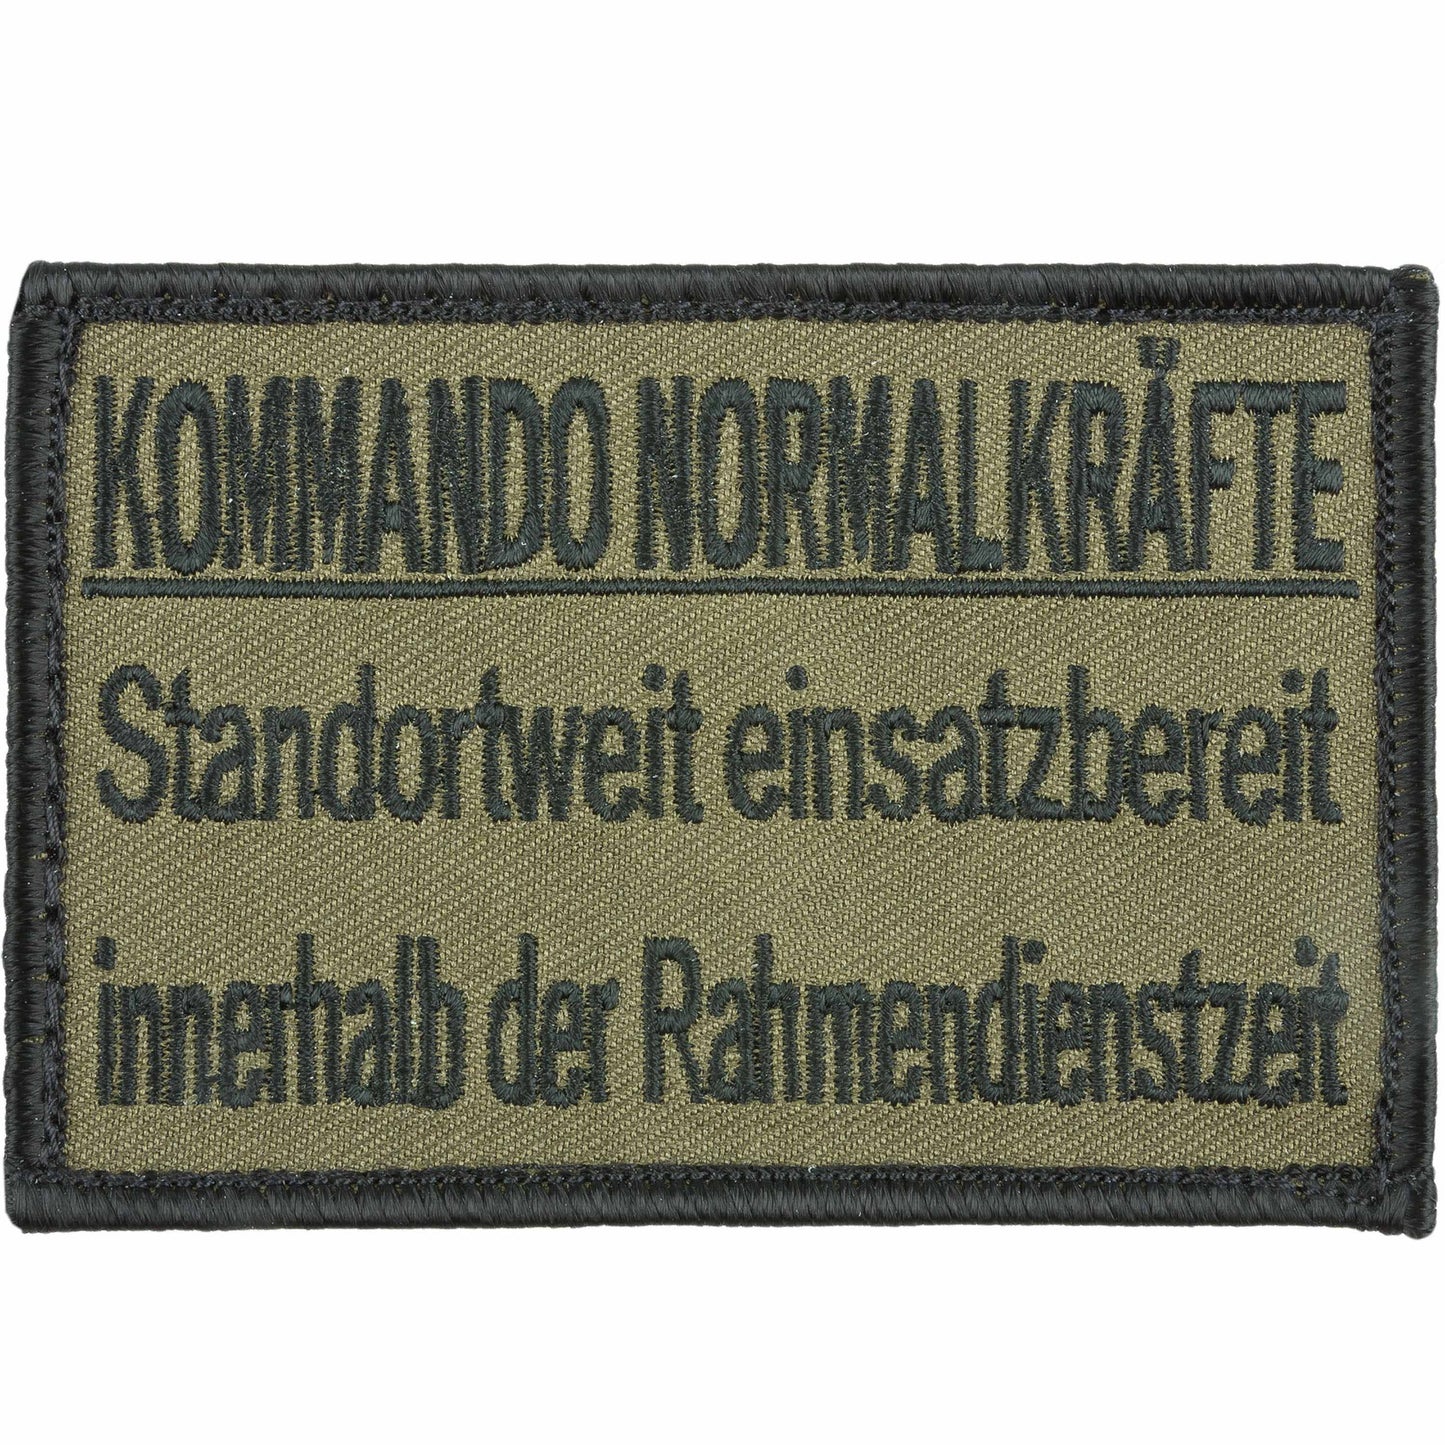 KOMMANDO NORMALKRÄFTE
Standortweit einsatzbereit
innerhalb der Rahmendienstzeit